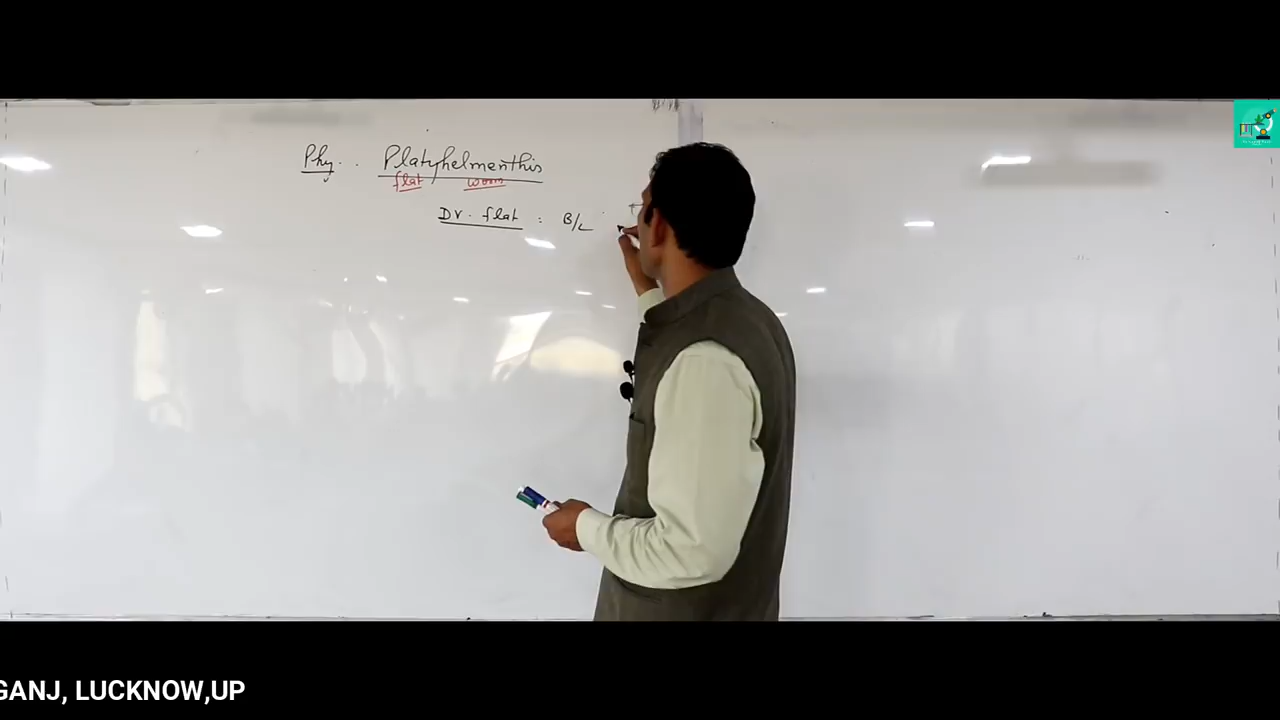 Phy. . Platyhelmenthis
flat worm
DV. flat : B/L
GANJ, LUCKNOW,UP